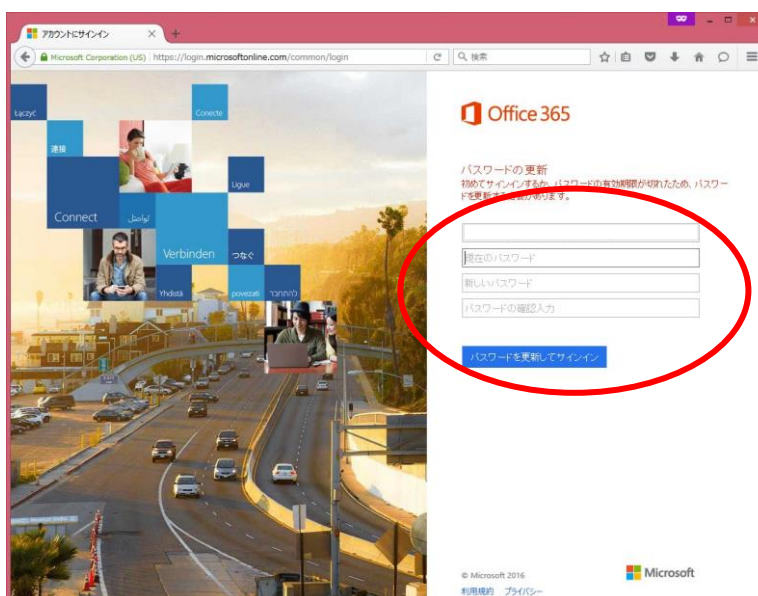 アカウントにサインイン
Microsoft Corporation (US) https://login.microsoftonline.com/common/login
検索
Łączyć
Conecte
連接
Ligue
Connect
تواصل
Verbinden
つなぐ
Yhdistä
povezati
להתחבר
Office 365
パスワードの更新
初めてサインインするか、パスワードの有効期限が切れたため、パスワー
ドを更新する必要があります。
現在のパスワード
新しいパスワード
パスワードの確認入力
パスワードを更新してサインイン
© Microsoft 2016
利用規約 プライバシー
Microsoft